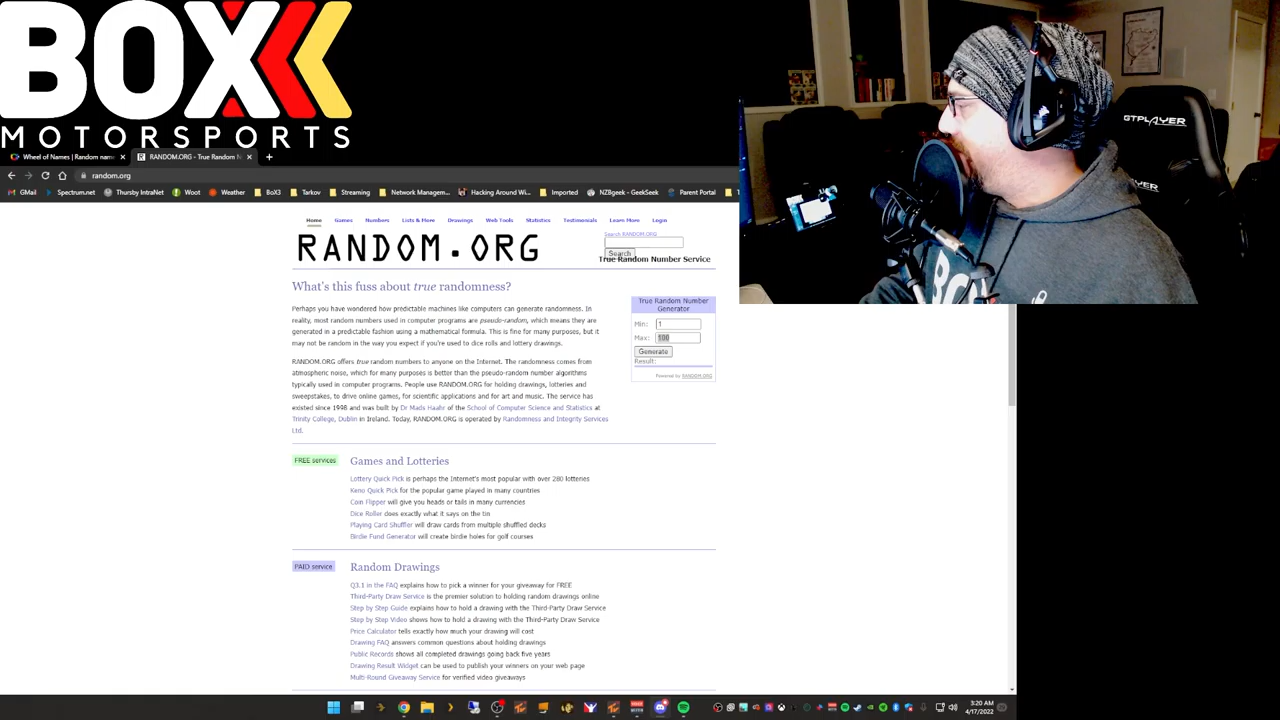 BOX
MOTORSPORTS
Wheel of Names | Random name
RANDOM.ORG - True Random N
random.org
GMail Spectrum.net Thursby IntraNet Woot Weather BoX3 Tarkov Streaming Network Managem... Hacking Around Wi... Imported NZBgeek - GeekSeek Parent Portal
GTPLAYER
Home Games Numbers Lists & More Drawings Web Tools Statistics Testimonials Learn More Login
RANDOM.ORG
Search RANDOM.ORG
Search
True Random Number Service
What's this fuss about true randomness?
Perhaps you have wondered how predictable machines like computers can generate randomness. In
reality, most random numbers used in computer programs are pseudo-random, which means they are
generated in a predictable fashion using a mathematical formula. This is fine for many purposes, but it
may not be random in the way you expect if you're used to dice rolls and lottery drawings.
RANDOM.ORG offers true random numbers to anyone on the Internet. The randomness comes from
atmospheric noise, which for many purposes is better than the pseudo-random number algorithms
typically used in computer programs. People use RANDOM.ORG for holding drawings, lotteries and
sweepstakes, to drive online games, for scientific applications and for art and music. The service has
existed since 1998 and was built by Dr Mads Haahr of the School of Computer Science and Statistics at
Trinity College, Dublin in Ireland. Today, RANDOM.ORG is operated by Randomness and Integrity Services
Ltd.
True Random Number
Generator
Min: 1
Max: 100
Generate
Result:
Powered by RANDOM.ORG
FREE services
Games and Lotteries
Lottery Quick Pick is perhaps the Internet's most popular with over 280 lotteries
Keno Quick Pick for the popular game played in many countries
Coin Flipper will give you heads or tails in many currencies
Dice Roller does exactly what it says on the tin
Playing Card Shuffler will draw cards from multiple shuffled decks
Birdie Fund Generator will create birdie holes for golf courses
PAID service
Random Drawings
Q3.1 in the FAQ explains how to pick a winner for your giveaway for FREE
Third-Party Draw Service is the premier solution to holding random drawings online
Step by Step Guide explains how to hold a drawing with the Third-Party Draw Service
Step by Step Video shows how to hold a drawing with the Third-Party Draw Service
Price Calculator tells exactly how much your drawing will cost
Drawing FAQ answers common questions about holding drawings
Public Records shows all completed drawings going back five years
Drawing Result Widget can be used to publish your winners on your web page
Multi-Round Giveaway Service for verified video giveaways
3:20 AM
4/17/2022